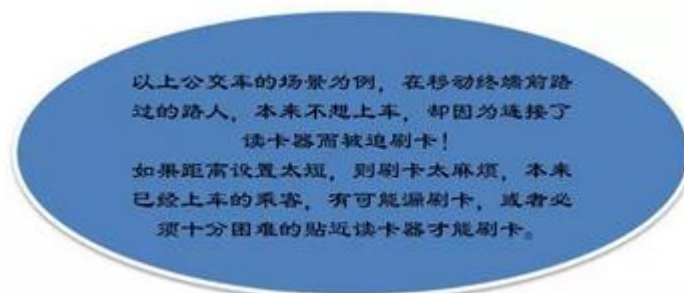 以上公交车的场景为例，在移动终端前路
过的路人，本来不想上车，却因为连接了
读卡器而被迫刷卡！
如果距离设置太短，则刷卡太麻烦，本来
已经上车的乘客，有可能漏刷卡，或者必
须十分困难的贴近读卡器才能刷卡。